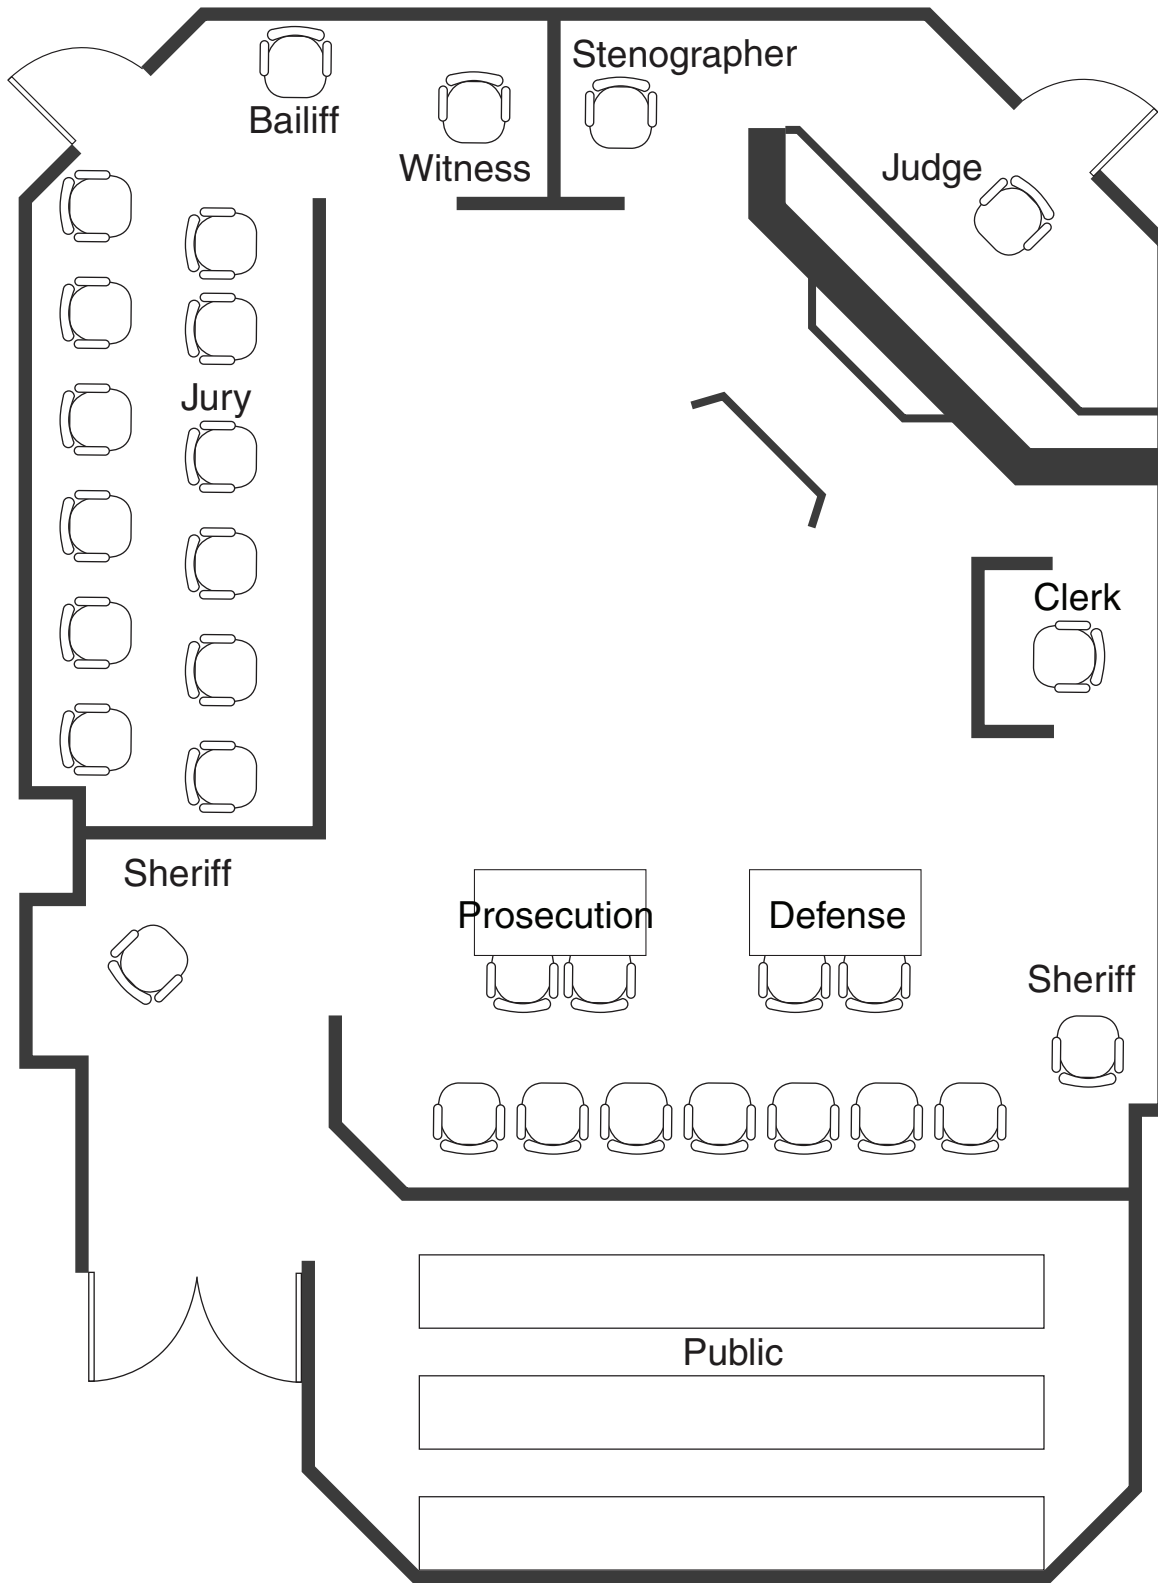 Stenographer
Bailiff
Witness
Judge
Jury
Clerk
Sheriff
Prosecution
Defense
Sheriff
Public